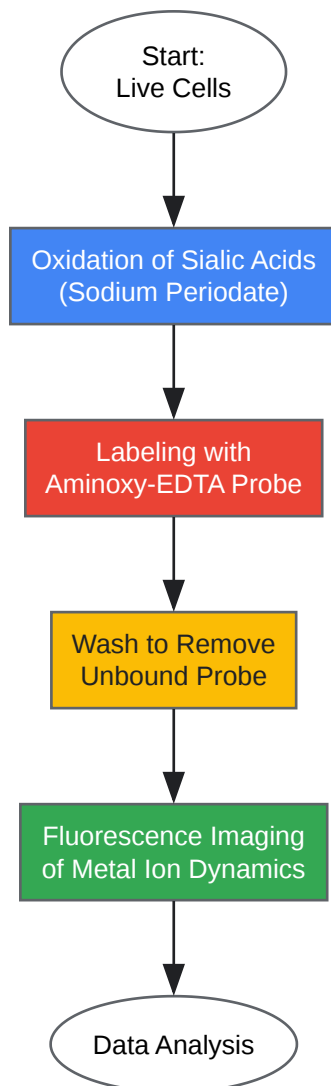 Start:
Live Cells
Oxidation of Sialic Acids
(Sodium Periodate)
Labeling with
Aminoxy-EDTA Probe
Wash to Remove
Unbound Probe
Fluorescence Imaging
of Metal Ion Dynamics
Data Analysis